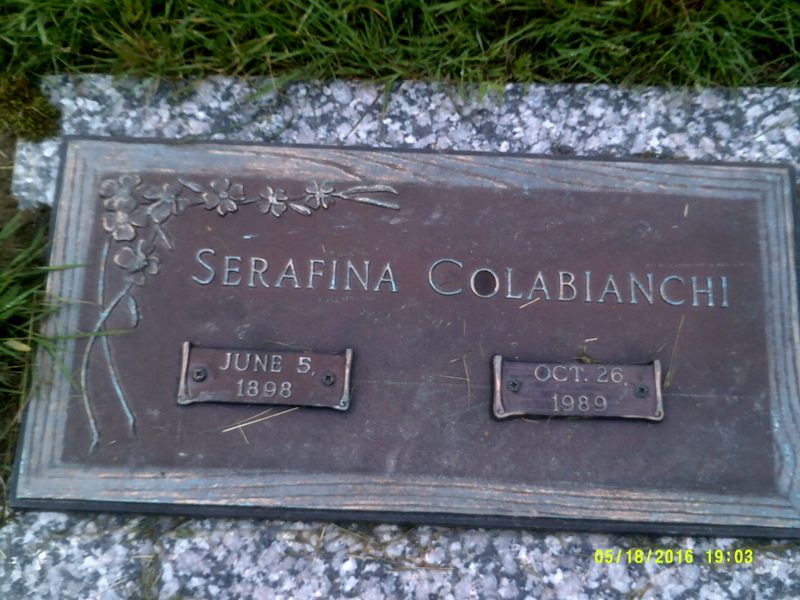 SERAFINA COLABIANCHI
JUNE 5,
1898
OCT. 26,
1989
05/18/2016 19:03